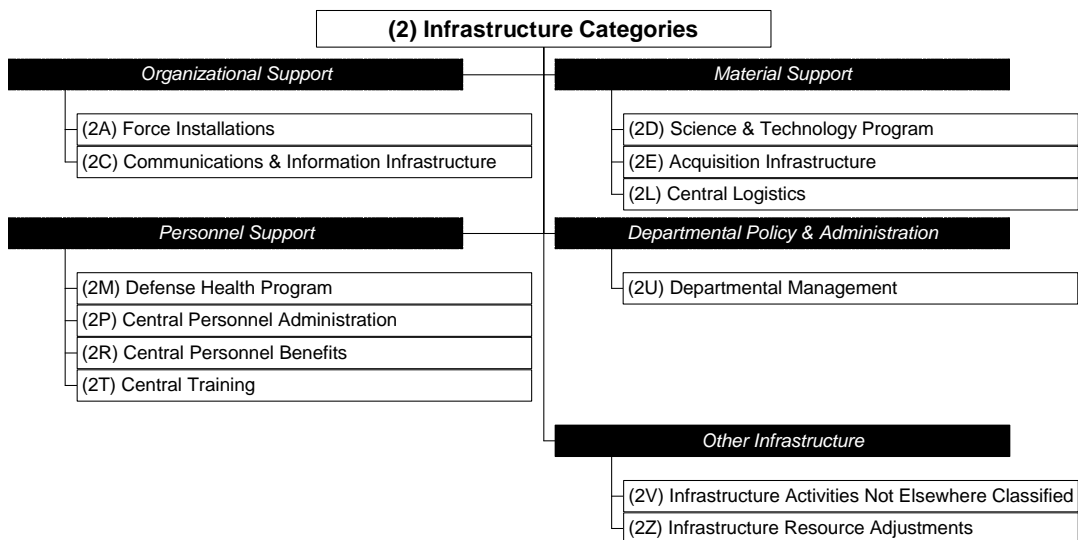 (2) Infrastructure Categories
Organizational Support
(2A) Force Installations
(2C) Communications & Information Infrastructure
Material Support
(2D) Science & Technology Program
(2E) Acquisition Infrastructure
(2L) Central Logistics
Personnel Support
(2M) Defense Health Program
(2P) Central Personnel Administration
(2R) Central Personnel Benefits
(2T) Central Training
Departmental Policy & Administration
(2U) Departmental Management
Other Infrastructure
(2V) Infrastructure Activities Not Elsewhere Classified
(2Z) Infrastructure Resource Adjustments